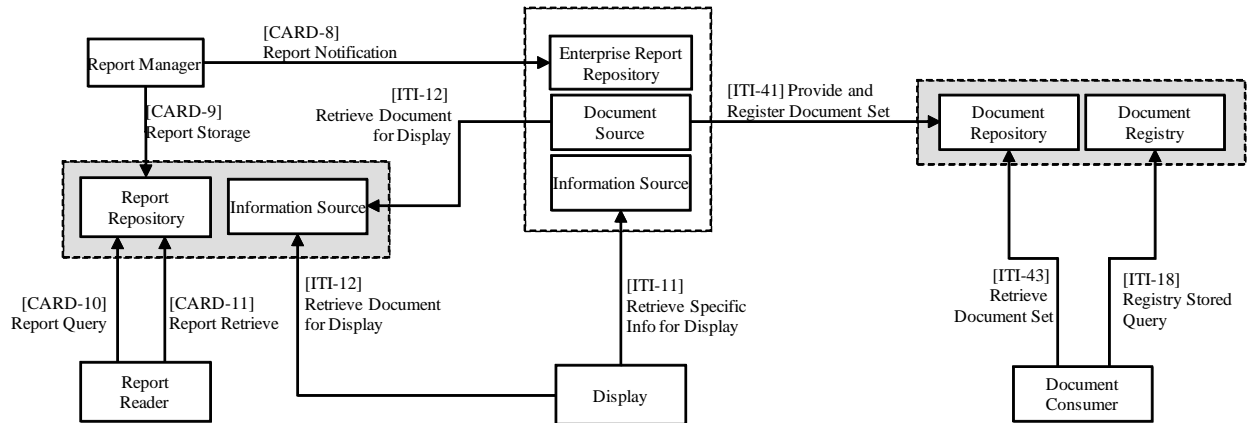 [CARD-8]
Report Notification
Report Manager
Enterprise Report
Repository
[CARD-9]
Report Storage
[ITI-12]
Retrieve Document
for Display
Document
Source
[ITI-41] Provide and
Register Document Set
Document
Repository
Document
Registry
Information Source
Report
Repository
Information Source
[CARD-10]
Report Query
[CARD-11]
Report Retrieve
[ITI-12]
Retrieve Document
for Display
[ITI-11]
Retrieve Specific
Info for Display
[ITI-43]
Retrieve
Document Set
[ITI-18]
Registry Stored
Query
Report
Reader
Display
Document
Consumer